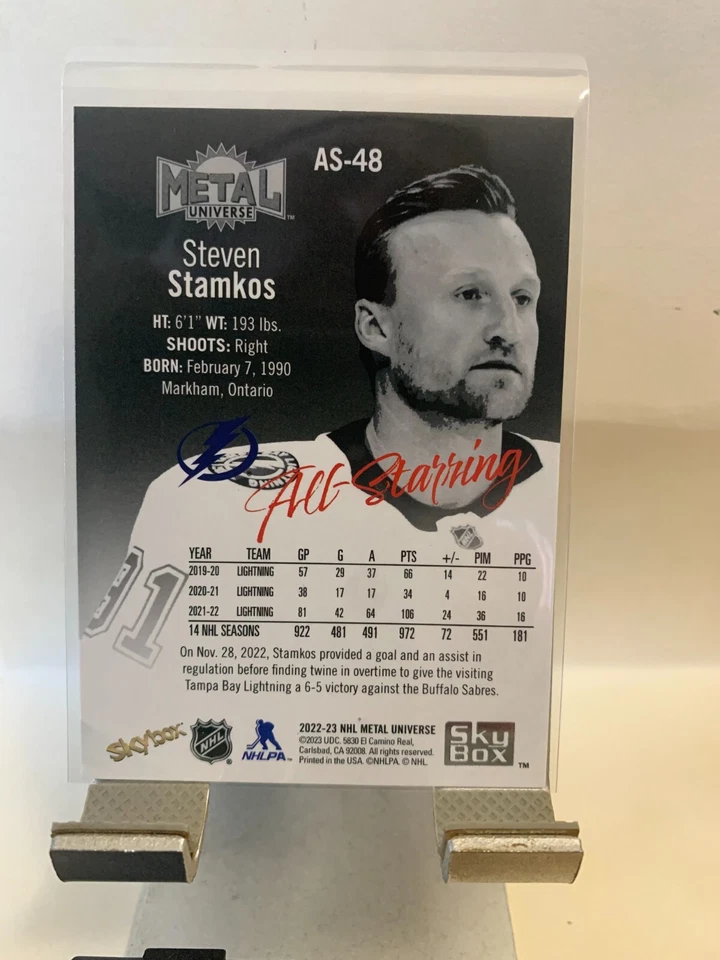 METAL
UNIVERSE™
AS-48
Steven
Stamkos
HT: 6'1" WT: 193 lbs.
SHOOTS: Right
BORN: February 7, 1990
Markham, Ontario
All-Starring
91
YEAR TEAM GP G A PTS +/- PIM PPG
2019-20 LIGHTNING 57 29 37 66 14 22 10
2020-21 LIGHTNING 38 17 17 34 4 16 10
2021-22 LIGHTNING 81 42 64 106 24 36 16
14 NHL SEASONS 922 481 491 972 72 551 181
On Nov. 28, 2022, Stamkos provided a goal and an assist in
regulation before finding twine in overtime to give the visiting
Tampa Bay Lightning a 6-5 victory against the Buffalo Sabres.
Skybox
NHL
NHLPA™
2022-23 NHL METAL UNIVERSE
©2023 UDC. 5830 El Camino Real,
Carlsbad, CA 92008. All rights reserved.
Printed in the USA. ©NHLPA. © NHL.
Sky
BOX™